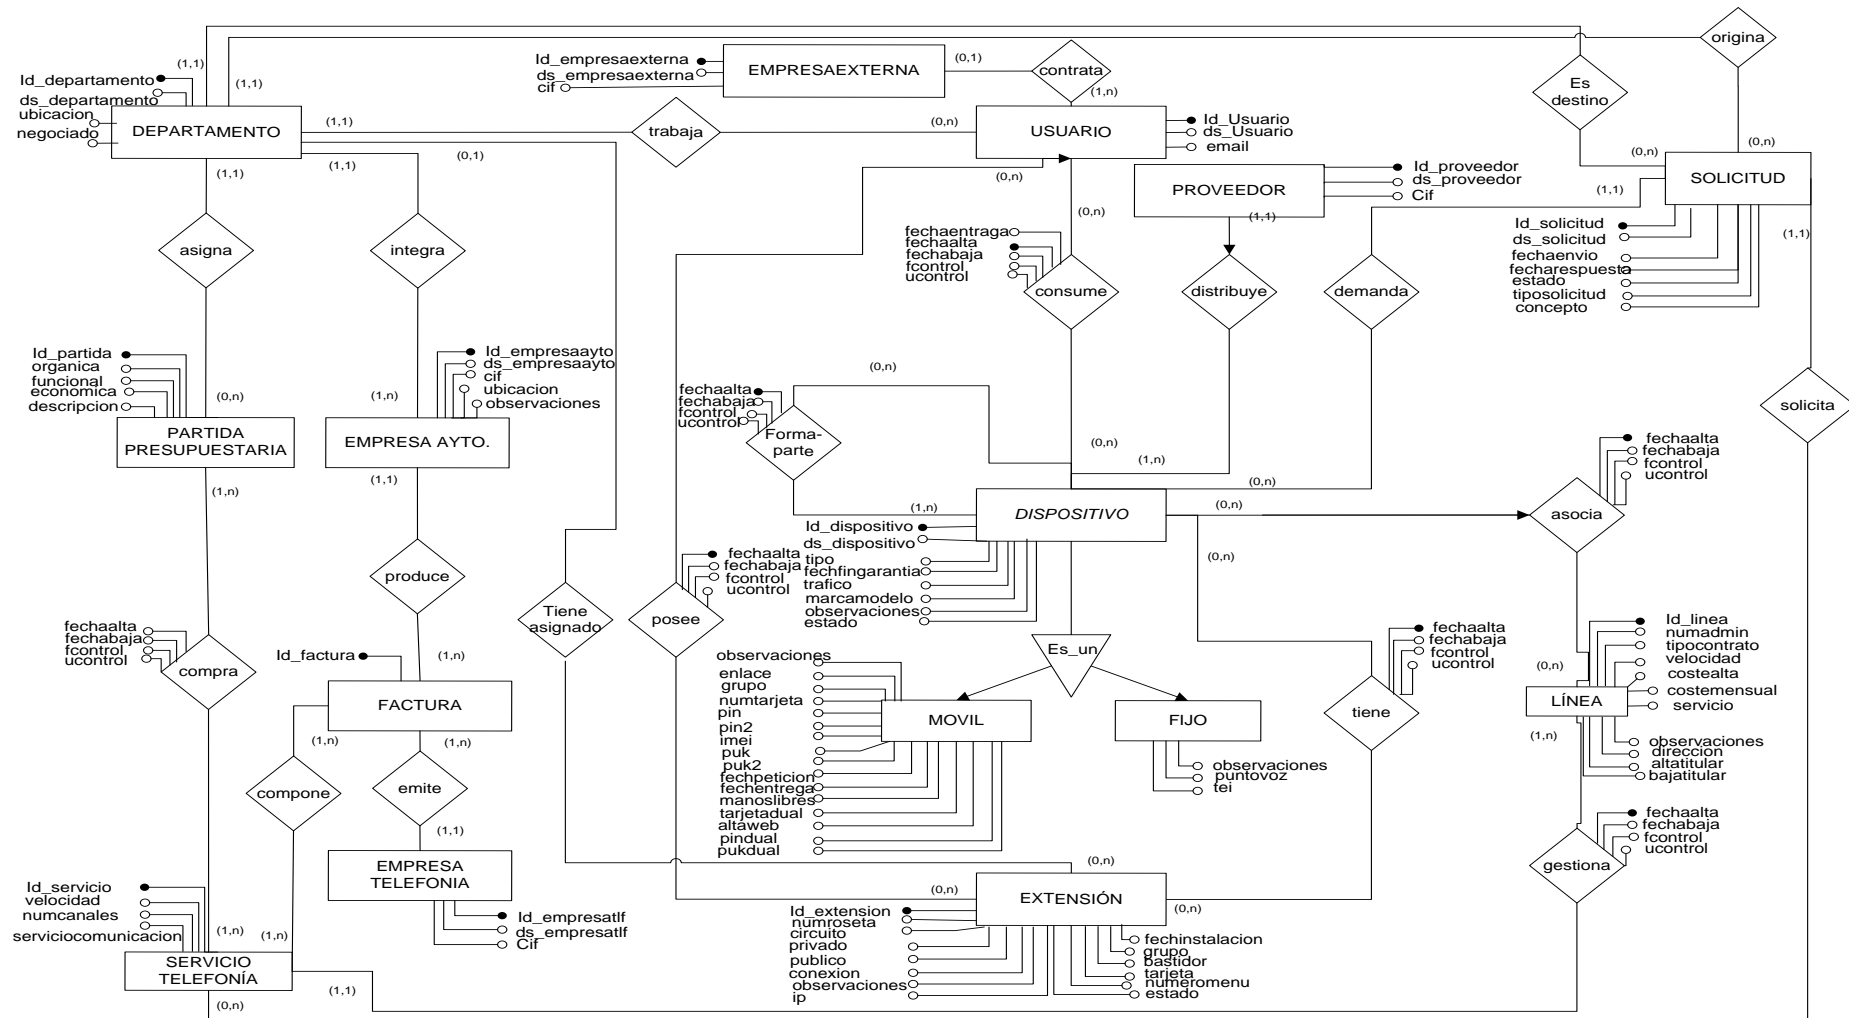 origina
(1,1)
(1,1)
Id_departamento
ds_departamento
ubicacion
negociado
DEPARTAMENTO
(1,1)
(0,1)
(1,1)
(1,1)
Id_empresaexterna
ds_empresaexterna
cif
EMPRESAEXTERNA
(0,1)
contrata
(1,n)
trabaja
(0,n)
USUARIO
Id_Usuario
ds_Usuario
email
(0,n)
(0,n)
Es
destino
(0,n)
(0,n)
SOLICITUD
(1,1)
(1,1)
Id_solicitud
ds_solicitud
fechaenvio
fecharespuesta
estado
tiposolicitud
concepto
PROVEEDOR
(1,1)
Id_proveedor
ds_proveedor
Cif
asigna
integra
fechaentraga
fechaalta
fechabaja
fcontrol
ucontrol
consume
distribuye
demanda
solicita
Id_partida
organica
funcional
economica
descripcion
(0,n)
PARTIDA
PRESUPUESTARIA
(1,n)
Id_empresaayto
ds_empresaayto
cif
ubicacion
observaciones
(1,n)
EMPRESA AYTO.
(1,1)
fechaalta
fechabaja
fcontrol
ucontrol
Forma-
parte
(0,n)
(1,n)
(0,n)
(1,n)
(0,n)
(0,n)
(0,n)
DISPOSITIVO
Id_dispositivo
ds_dispositivo
tipo
fechfingarantia
trafico
marcamodelo
observaciones
estado
fechaalta
fechabaja
fcontrol
ucontrol
asocia
produce
Tiene
asignado
fechaalta
fechabaja
fcontrol
ucontrol
posee
Es_un
fechaalta
fechabaja
fcontrol
ucontrol
tiene
fechaalta
fechabaja
fcontrol
ucontrol
compra
Id_factura
(1,n)
FACTURA
(1,n)
(1,n)
observaciones
enlace
grupo
numtarjeta
pin
pin2
imei
puk
puk2
fechpeticion
fechentrega
manoslibres
tarjetadual
altaweb
pindual
pukdual
MOVIL
FIJO
observaciones
puntovoz
tei
Id_linea
numadmin
tipocontrato
velocidad
costealta
costemensual
servicio
(0,n)
LÍNEA
(1,n)
observaciones
direccion
altatitular
bajatitular
compone
emite
(1,1)
EMPRESA
TELEFONIA
Id_empresatlf
ds_empresatlf
Cif
fechaalta
fechabaja
fcontrol
ucontrol
gestiona
Id_servicio
velocidad
numcanales
serviciocomunicacion
(1,n)
(1,n)
SERVICIO
TELEFONÍA
(1,1)
(0,n)
(0,n)
(0,n)
(0,n)
EXTENSIÓN
Id_extension
numroseta
circuito
privado
publico
conexion
observaciones
ip
fechinstalacion
grupo
bastidor
tarjeta
numeromenu
estado